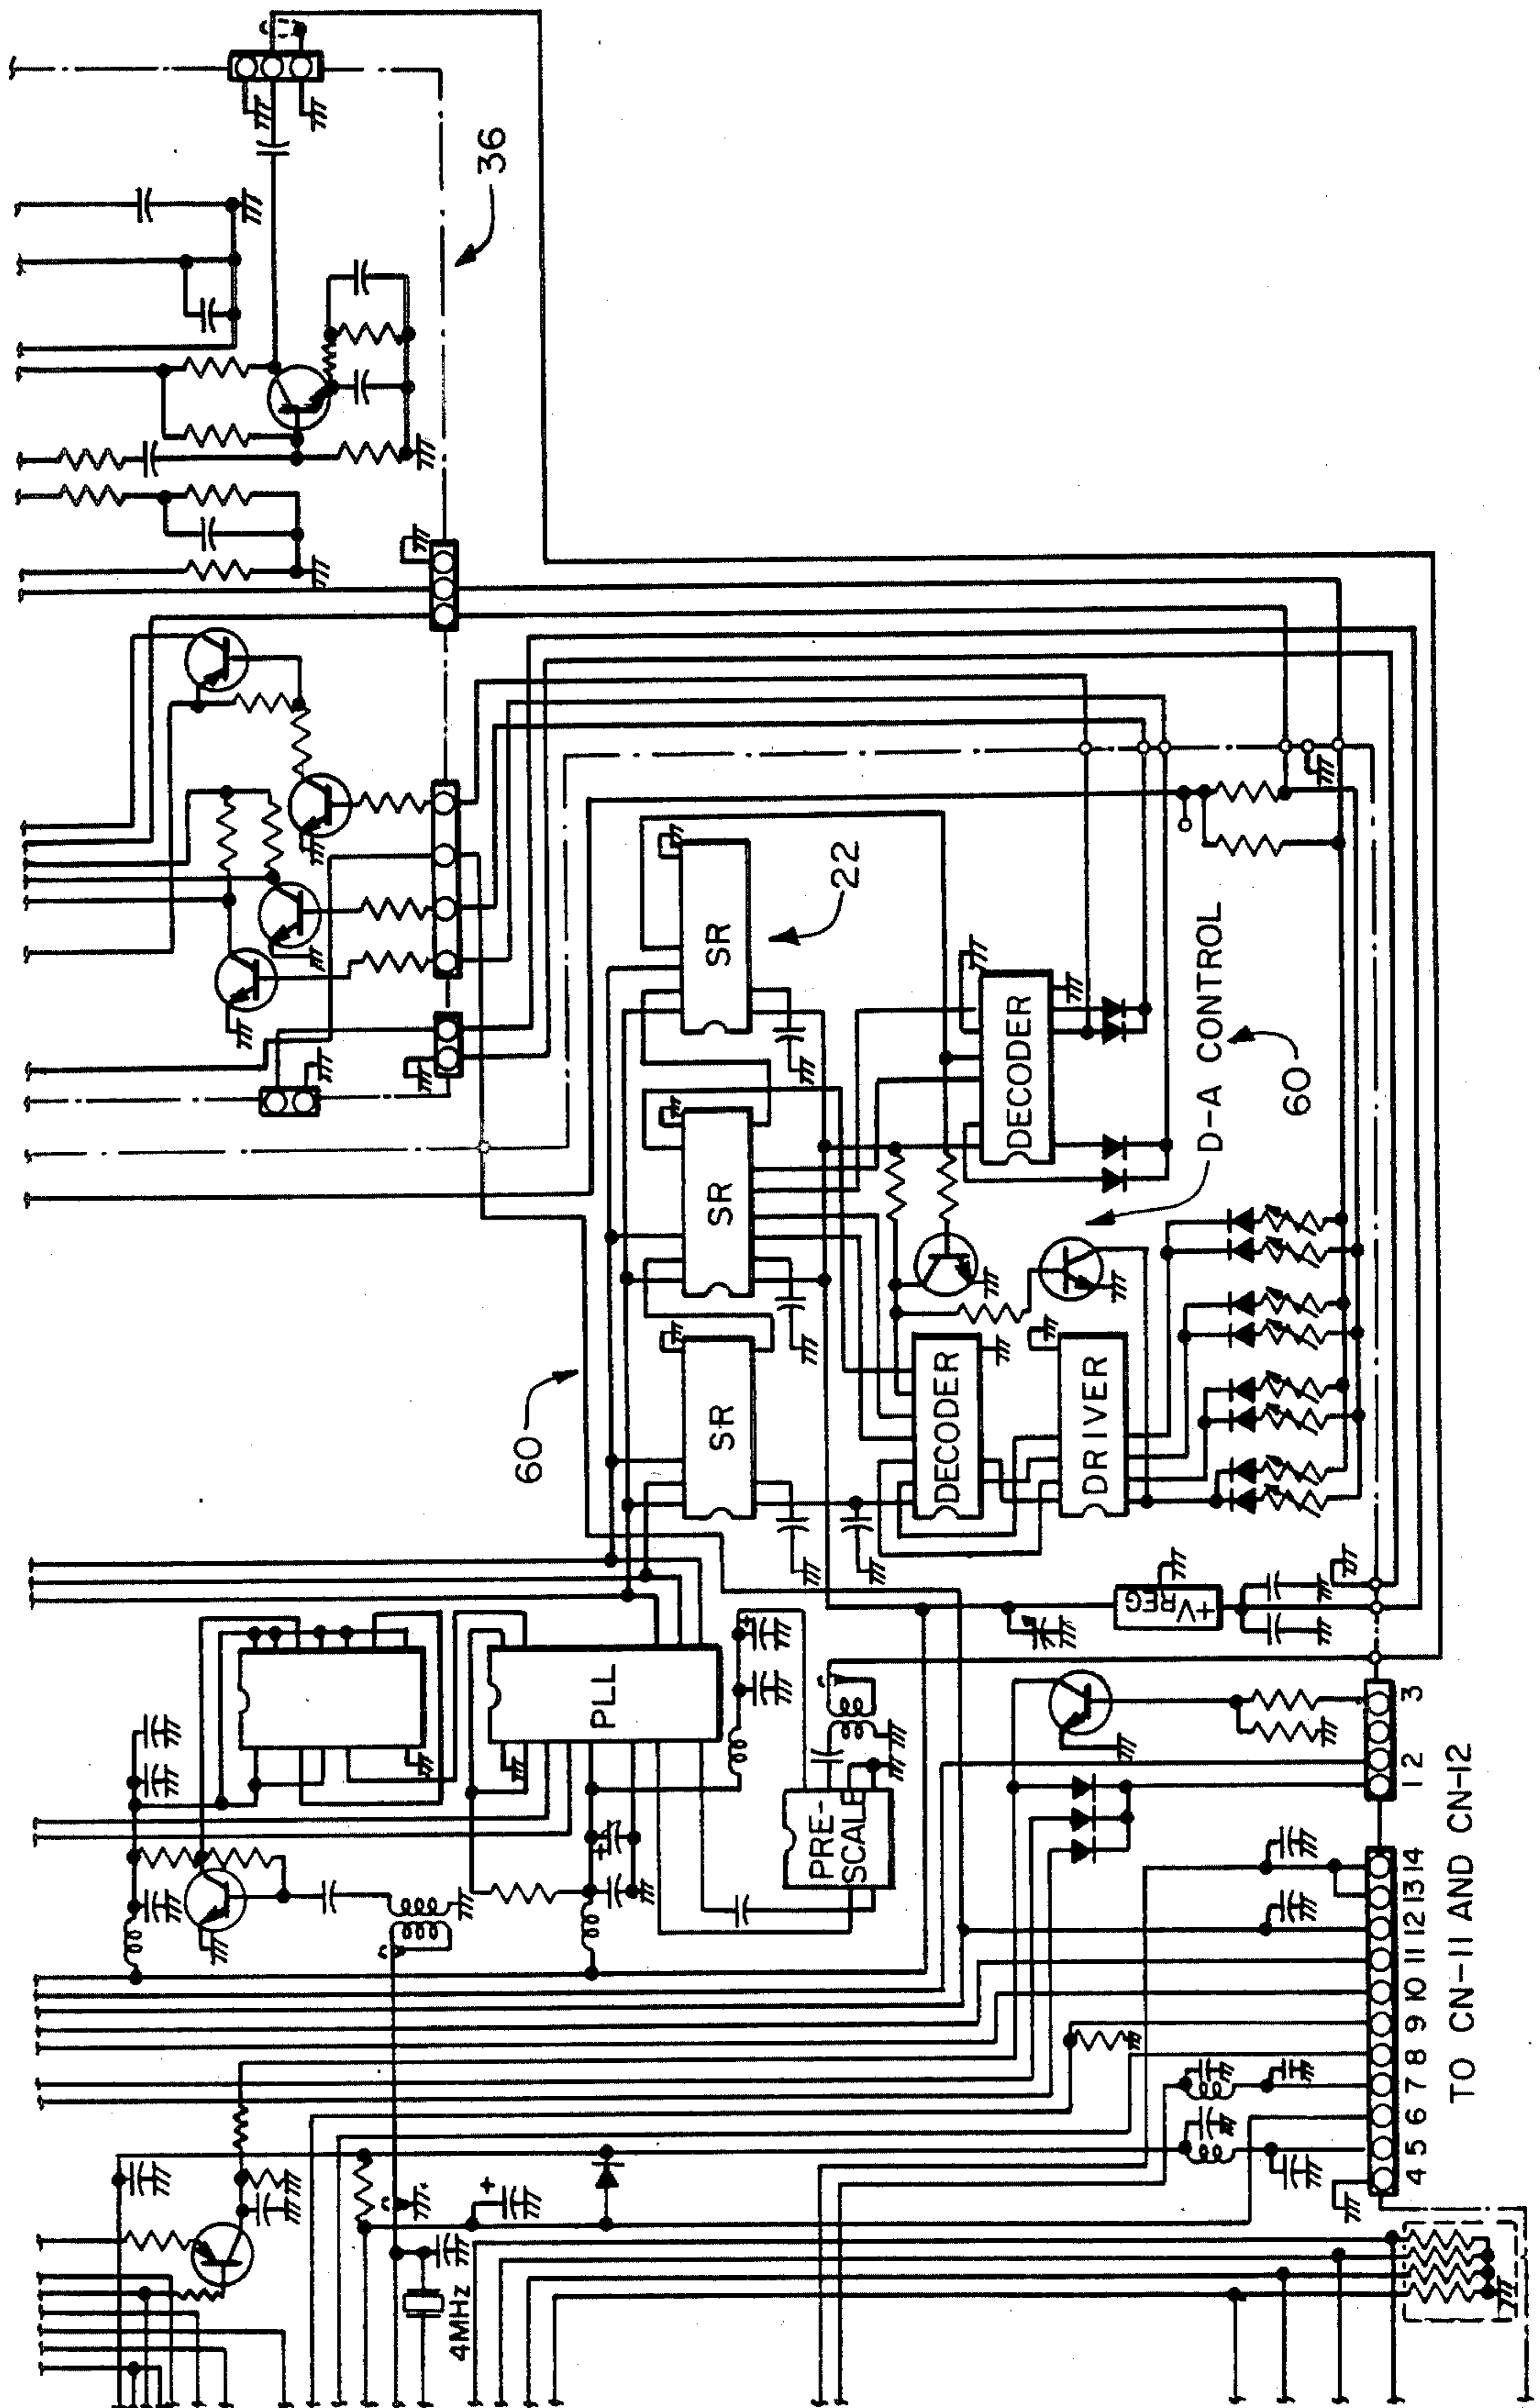 36
SR
22
SR
SR
60
DECODER
D-A CONTROL
60
DECODER
DRIVER
PLL
PRE-
SCALE
+V
REG
4MHz
+
+
+
4 5 6 7 8 9 10 11 12 13 14
1 2 3
TO CN-11 AND CN-12